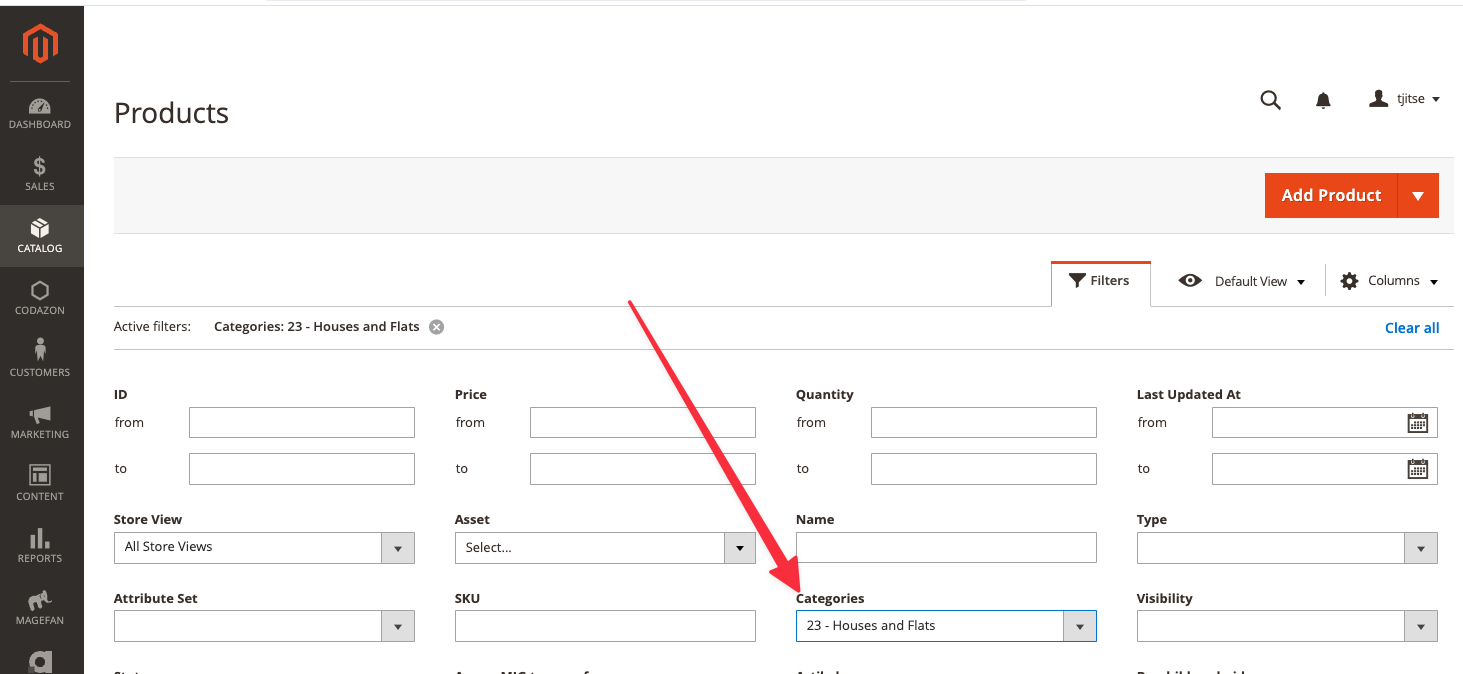 Products
tjitse
DASHBOARD
SALES
CATALOG
CODAZON
CUSTOMERS
MARKETING
CONTENT
REPORTS
MAGEFAN
Add Product
Filters
Default View
Columns
Active filters: Categories: 23 - Houses and Flats
Clear all
ID Price Quantity Last Updated At
from from from from
to to to to
Store View Asset Name Type
All Store Views Select...
Attribute Set SKU Categories Visibility
23 - Houses and Flats